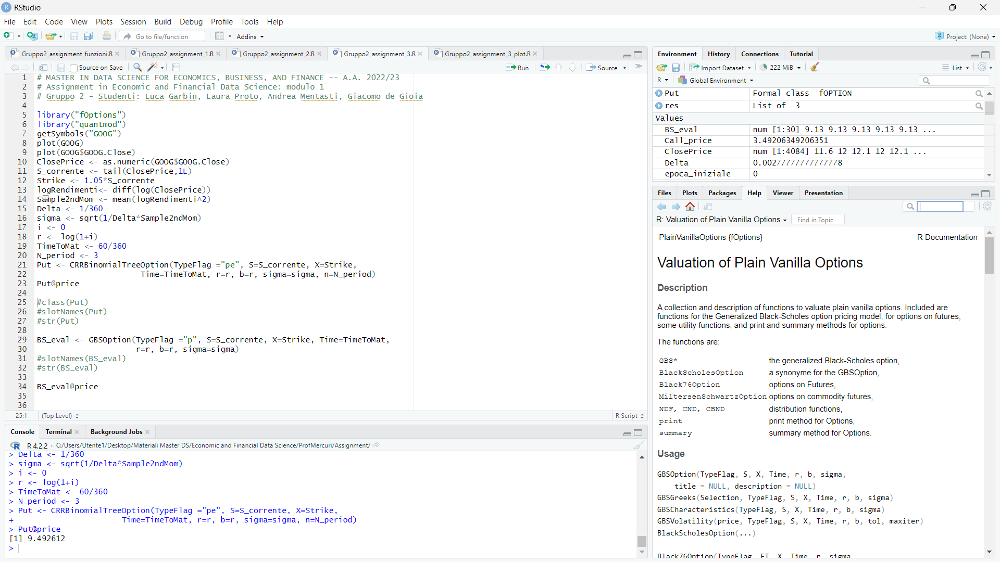 RStudio
File Edit Code View Plots Session Build Debug Profile Tools Help
Go to file/function Addins Project: (None)
Gruppo2_assignment_funzioni.R Gruppo2_assignment_1.R Gruppo2_assignment_2.R Gruppo2_assignment_3.R Gruppo2_assignment_3_plot.R
Source on Save Run Source
1 # MASTER IN DATA SCIENCE FOR ECONOMICS, BUSINESS, AND FINANCE -- A.A. 2022/23
2 # Assignment in Economic and Financial Data Science: modulo 1
3 # Gruppo 2 - Studenti: Luca Garbin, Laura Proto, Andrea Mentasti, Giacomo de Gioia
4
5 library("fOptions")
6 library("quantmod")
7 getSymbols("GOOG")
8 plot(GOOG)
9 plot(GOOG$GOOG.Close)
10 ClosePrice <- as.numeric(GOOG$GOOG.Close)
11 S_corrente <- tail(ClosePrice,1L)
12 Strike <- 1.05*S_corrente
13 logRendimenti<- diff(log(ClosePrice))
14 Sample2ndMom <- mean(logRendimenti^2)
15 Delta <- 1/360
16 sigma <- sqrt(1/Delta*Sample2ndMom)
17 i <- 0
18 r <- log(1+i)
19 TimeToMat <- 60/360
20 N_period <- 3
21 Put <- CRRBinomialTreeOption(TypeFlag ="pe", S=S_corrente, X=Strike,
22 Time=TimeToMat, r=r, b=r, sigma=sigma, n=N_period)
23 Put@price
24
25 #class(Put)
26 #slotNames(Put)
27 #str(Put)
28
29 BS_eval <- GBSOption(TypeFlag ="p", S=S_corrente, X=Strike, Time=TimeToMat,
30 r=r, b=r, sigma=sigma)
31 #slotNames(BS_eval)
32 #str(BS_eval)
33
34 BS_eval@price
35
36
25:1 (Top Level) R Script
Console Terminal Background Jobs
R 4.2.2 · C:/Users/Utente1/Desktop/Materiali Master DS/Economic and Financial Data Science/ProfMercuri/Assignment/
> Delta <- 1/360
> sigma <- sqrt(1/Delta*Sample2ndMom)
> i <- 0
> r <- log(1+i)
> TimeToMat <- 60/360
> N_period <- 3
> Put <- CRRBinomialTreeOption(TypeFlag ="pe", S=S_corrente, X=Strike,
+ Time=TimeToMat, r=r, b=r, sigma=sigma, n=N_period)
> Put@price
[1] 9.492612
>
Environment History Connections Tutorial
Import Dataset 222 MiB List
R Global Environment
Put Formal class fOPTION
res List of 3
Values
BS_eval num [1:30] 9.13 9.13 9.13 9.13 9.13 ...
Call_price 3.49206349206351
ClosePrice num [1:4084] 11.6 12 12.1 12 12.1 ...
Delta 0.00277777777777778
epoca_iniziale 0
Files Plots Packages Help Viewer Presentation
R: Valuation of Plain Vanilla Options Find in Topic
PlainVanillaOptions {fOptions} R Documentation
Valuation of Plain Vanilla Options
Description
A collection and description of functions to valuate plain vanilla options. Included are
functions for the Generalized Black-Scholes option pricing model, for options on futures,
some utility functions, and print and summary methods for options.
The functions are:
GBS* the generalized Black-Scholes option,
BlackScholesOption a synonyme for the GBSOption,
Black76Option options on Futures,
MiltersenSchwartzOption options on commodity futures,
NDF, CND, CBND distribution functions,
print print method for Options,
summary summary method for Options.
Usage
GBSOption(TypeFlag, S, X, Time, r, b, sigma,
title = NULL, description = NULL)
GBSGreeks(Selection, TypeFlag, S, X, Time, r, b, sigma)
GBSCharacteristics(TypeFlag, S, X, Time, r, b, sigma)
GBSVolatility(price, TypeFlag, S, X, Time, r, b, tol, maxiter)
BlackScholesOption(...)
Black76Option(TypeFlag, FT, X, Time, r, sigma,